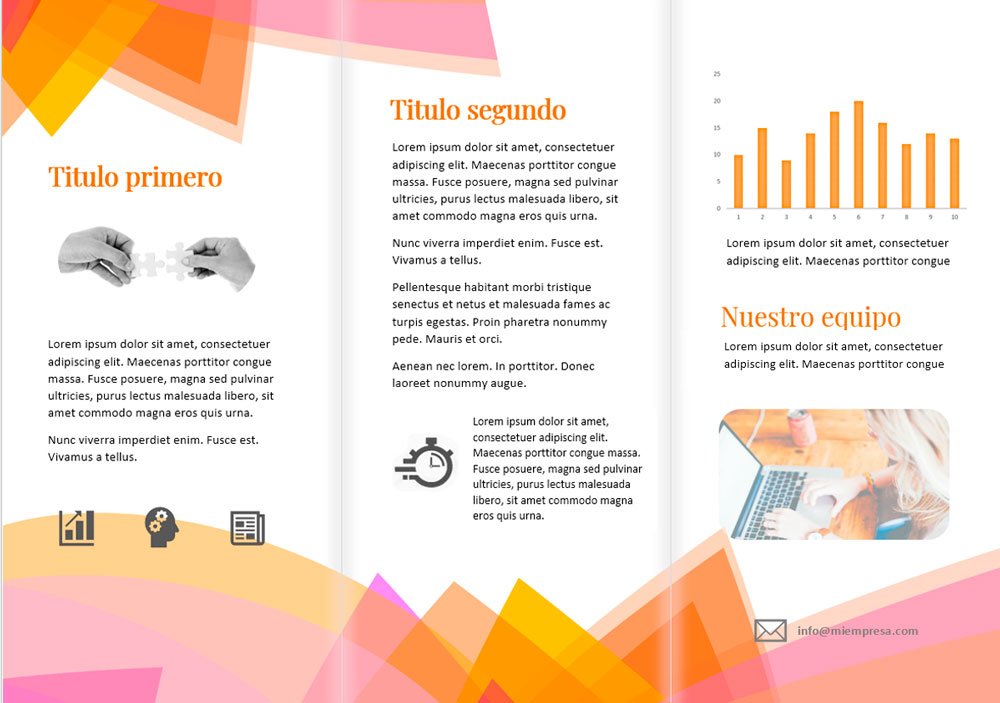 Titulo primero
Lorem ipsum dolor sit amet, consectetuer
adipiscing elit. Maecenas porttitor congue
massa. Fusce posuere, magna sed pulvinar
ultricies, purus lectus malesuada libero, sit
amet commodo magna eros quis urna.
Nunc viverra imperdiet enim. Fusce est.
Vivamus a tellus.
Titulo segundo
Lorem ipsum dolor sit amet, consectetuer
adipiscing elit. Maecenas porttitor congue
massa. Fusce posuere, magna sed pulvinar
ultricies, purus lectus malesuada libero, sit
amet commodo magna eros quis urna.
Nunc viverra imperdiet enim. Fusce est.
Vivamus a tellus.
Pellentesque habitant morbi tristique
senectus et netus et malesuada fames ac
turpis egestas. Proin pharetra nonummy
pede. Mauris et orci.
Aenean nec lorem. In porttitor. Donec
laoreet nonummy augue.
Lorem ipsum dolor sit amet,
consectetuer adipiscing elit.
Maecenas porttitor congue massa.
Fusce posuere, magna sed pulvinar
ultricies, purus lectus malesuada
libero, sit amet commodo magna
eros quis urna.
25
20
15
10
5
0
1 2 3 4 5 6 7 8 9 10
Lorem ipsum dolor sit amet, consectetuer
adipiscing elit. Maecenas porttitor congue
Nuestro equipo
Lorem ipsum dolor sit amet, consectetuer
adipiscing elit. Maecenas porttitor congue
info@miempresa.com